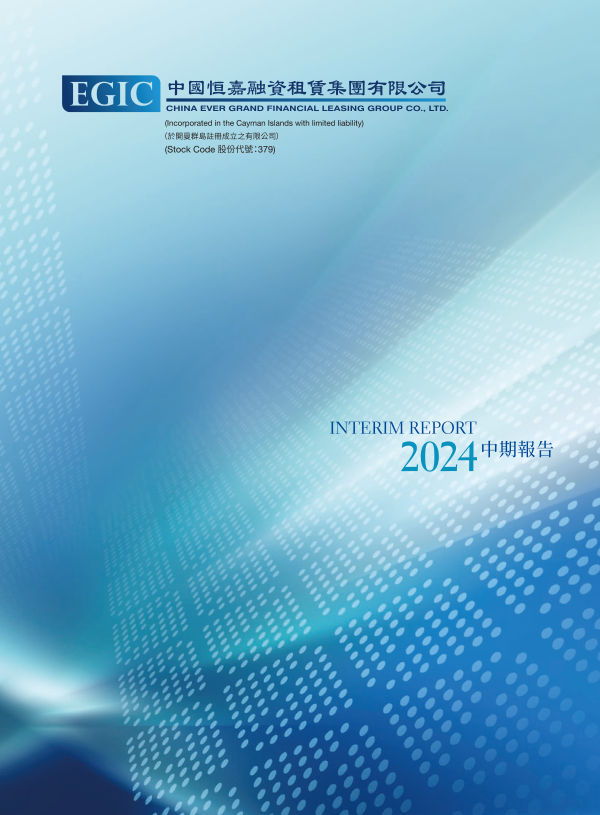 EGIC
中國恒嘉融資租賃集團有限公司
CHINA EVER GRAND FINANCIAL LEASING GROUP CO., LTD.
(Incorporated in the Cayman Islands with limited liability)
(於開曼群島註冊成立之有限公司)
(Stock Code 股份代號：379)
INTERIM REPORT
2024 中期報告